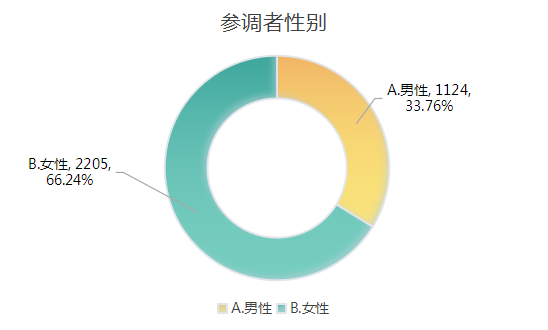 参调者性别
A.男性, 1124,
33.76%
B.女性, 2205,
66.24%
A.男性 B.女性